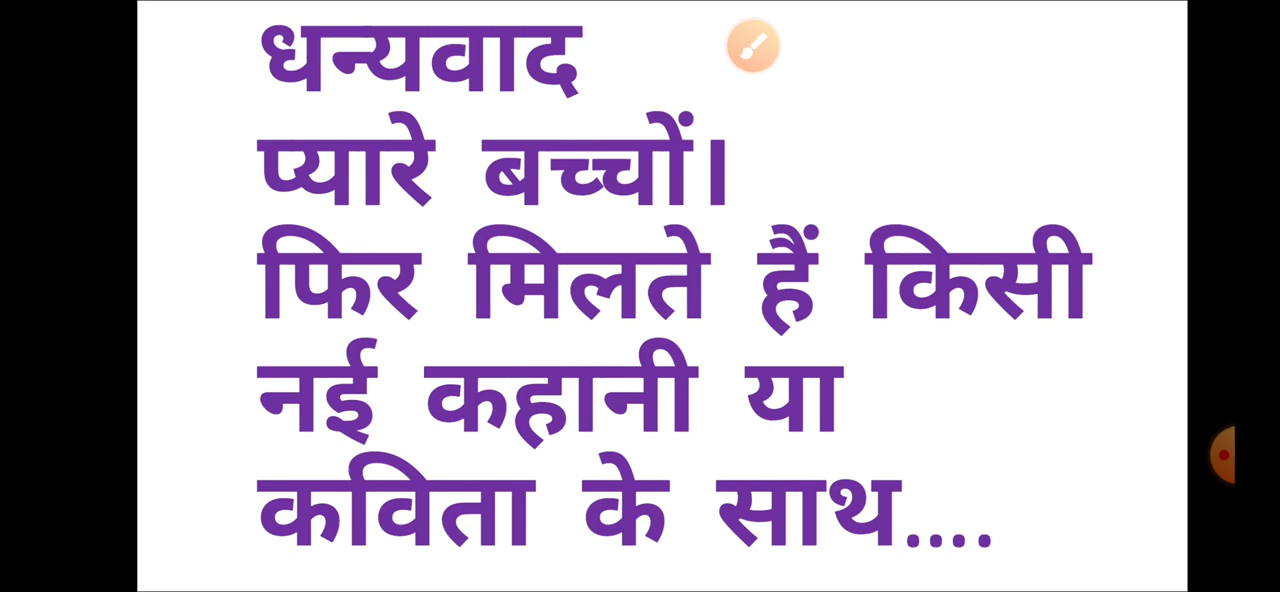 धन्यवाद
प्यारे बच्चों।
फिर मिलते हैं किसी
नई कहानी या
कविता के साथ....